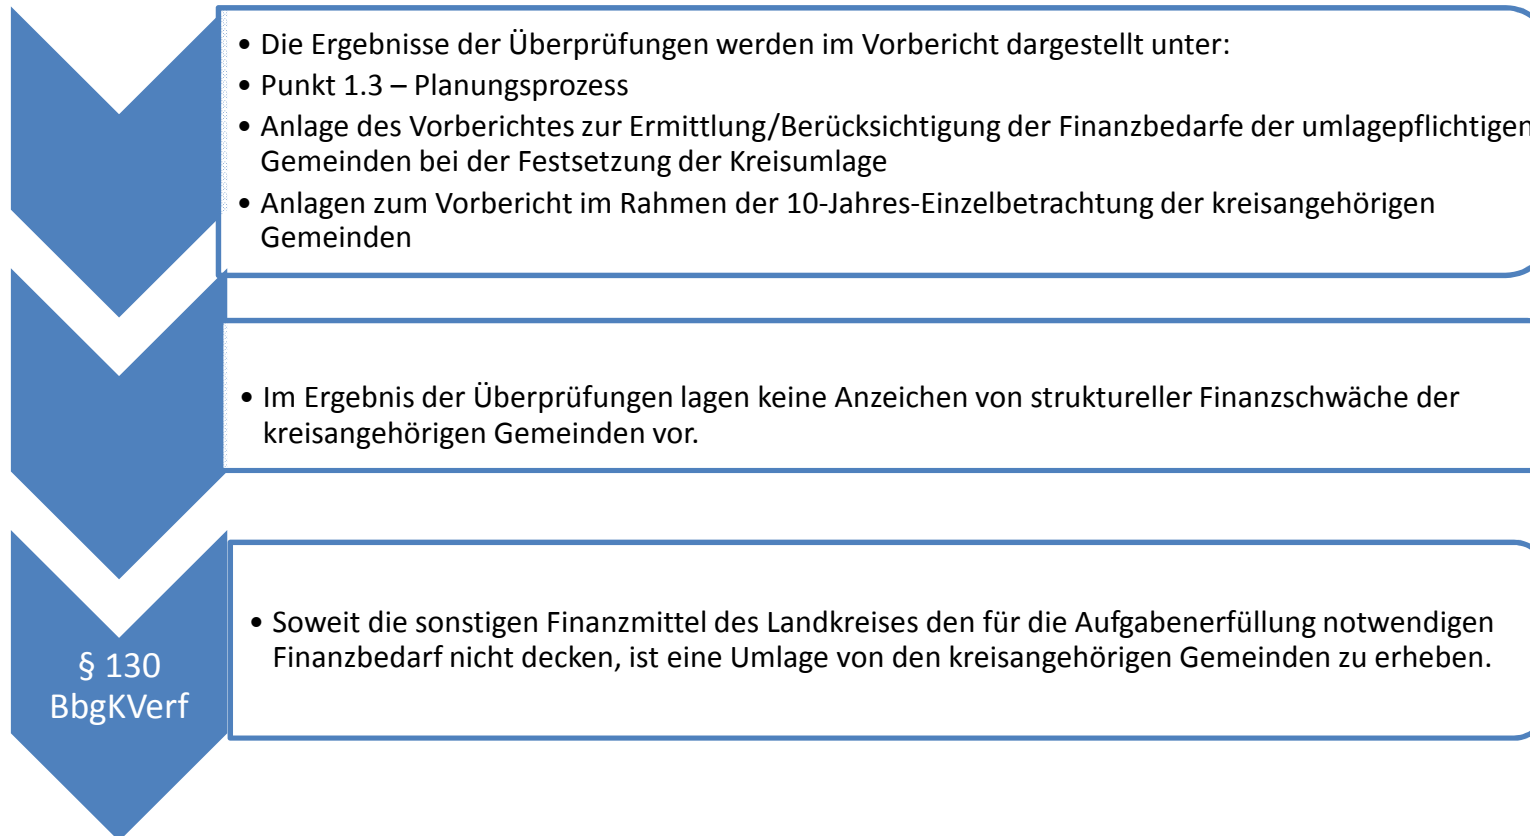 • Die Ergebnisse der Überprüfungen werden im Vorbericht dargestellt unter:
• Punkt 1.3 – Planungsprozess
• Anlage des Vorberichtes zur Ermittlung/Berücksichtigung der Finanzbedarfe der umlagepflichtigen
Gemeinden bei der Festsetzung der Kreisumlage
• Anlagen zum Vorbericht im Rahmen der 10-Jahres-Einzelbetrachtung der kreisangehörigen
Gemeinden
• Im Ergebnis der Überprüfungen lagen keine Anzeichen von struktureller Finanzschwäche der
kreisangehörigen Gemeinden vor.
§ 130
BbgKVerf
• Soweit die sonstigen Finanzmittel des Landkreises den für die Aufgabenerfüllung notwendigen
Finanzbedarf nicht decken, ist eine Umlage von den kreisangehörigen Gemeinden zu erheben.